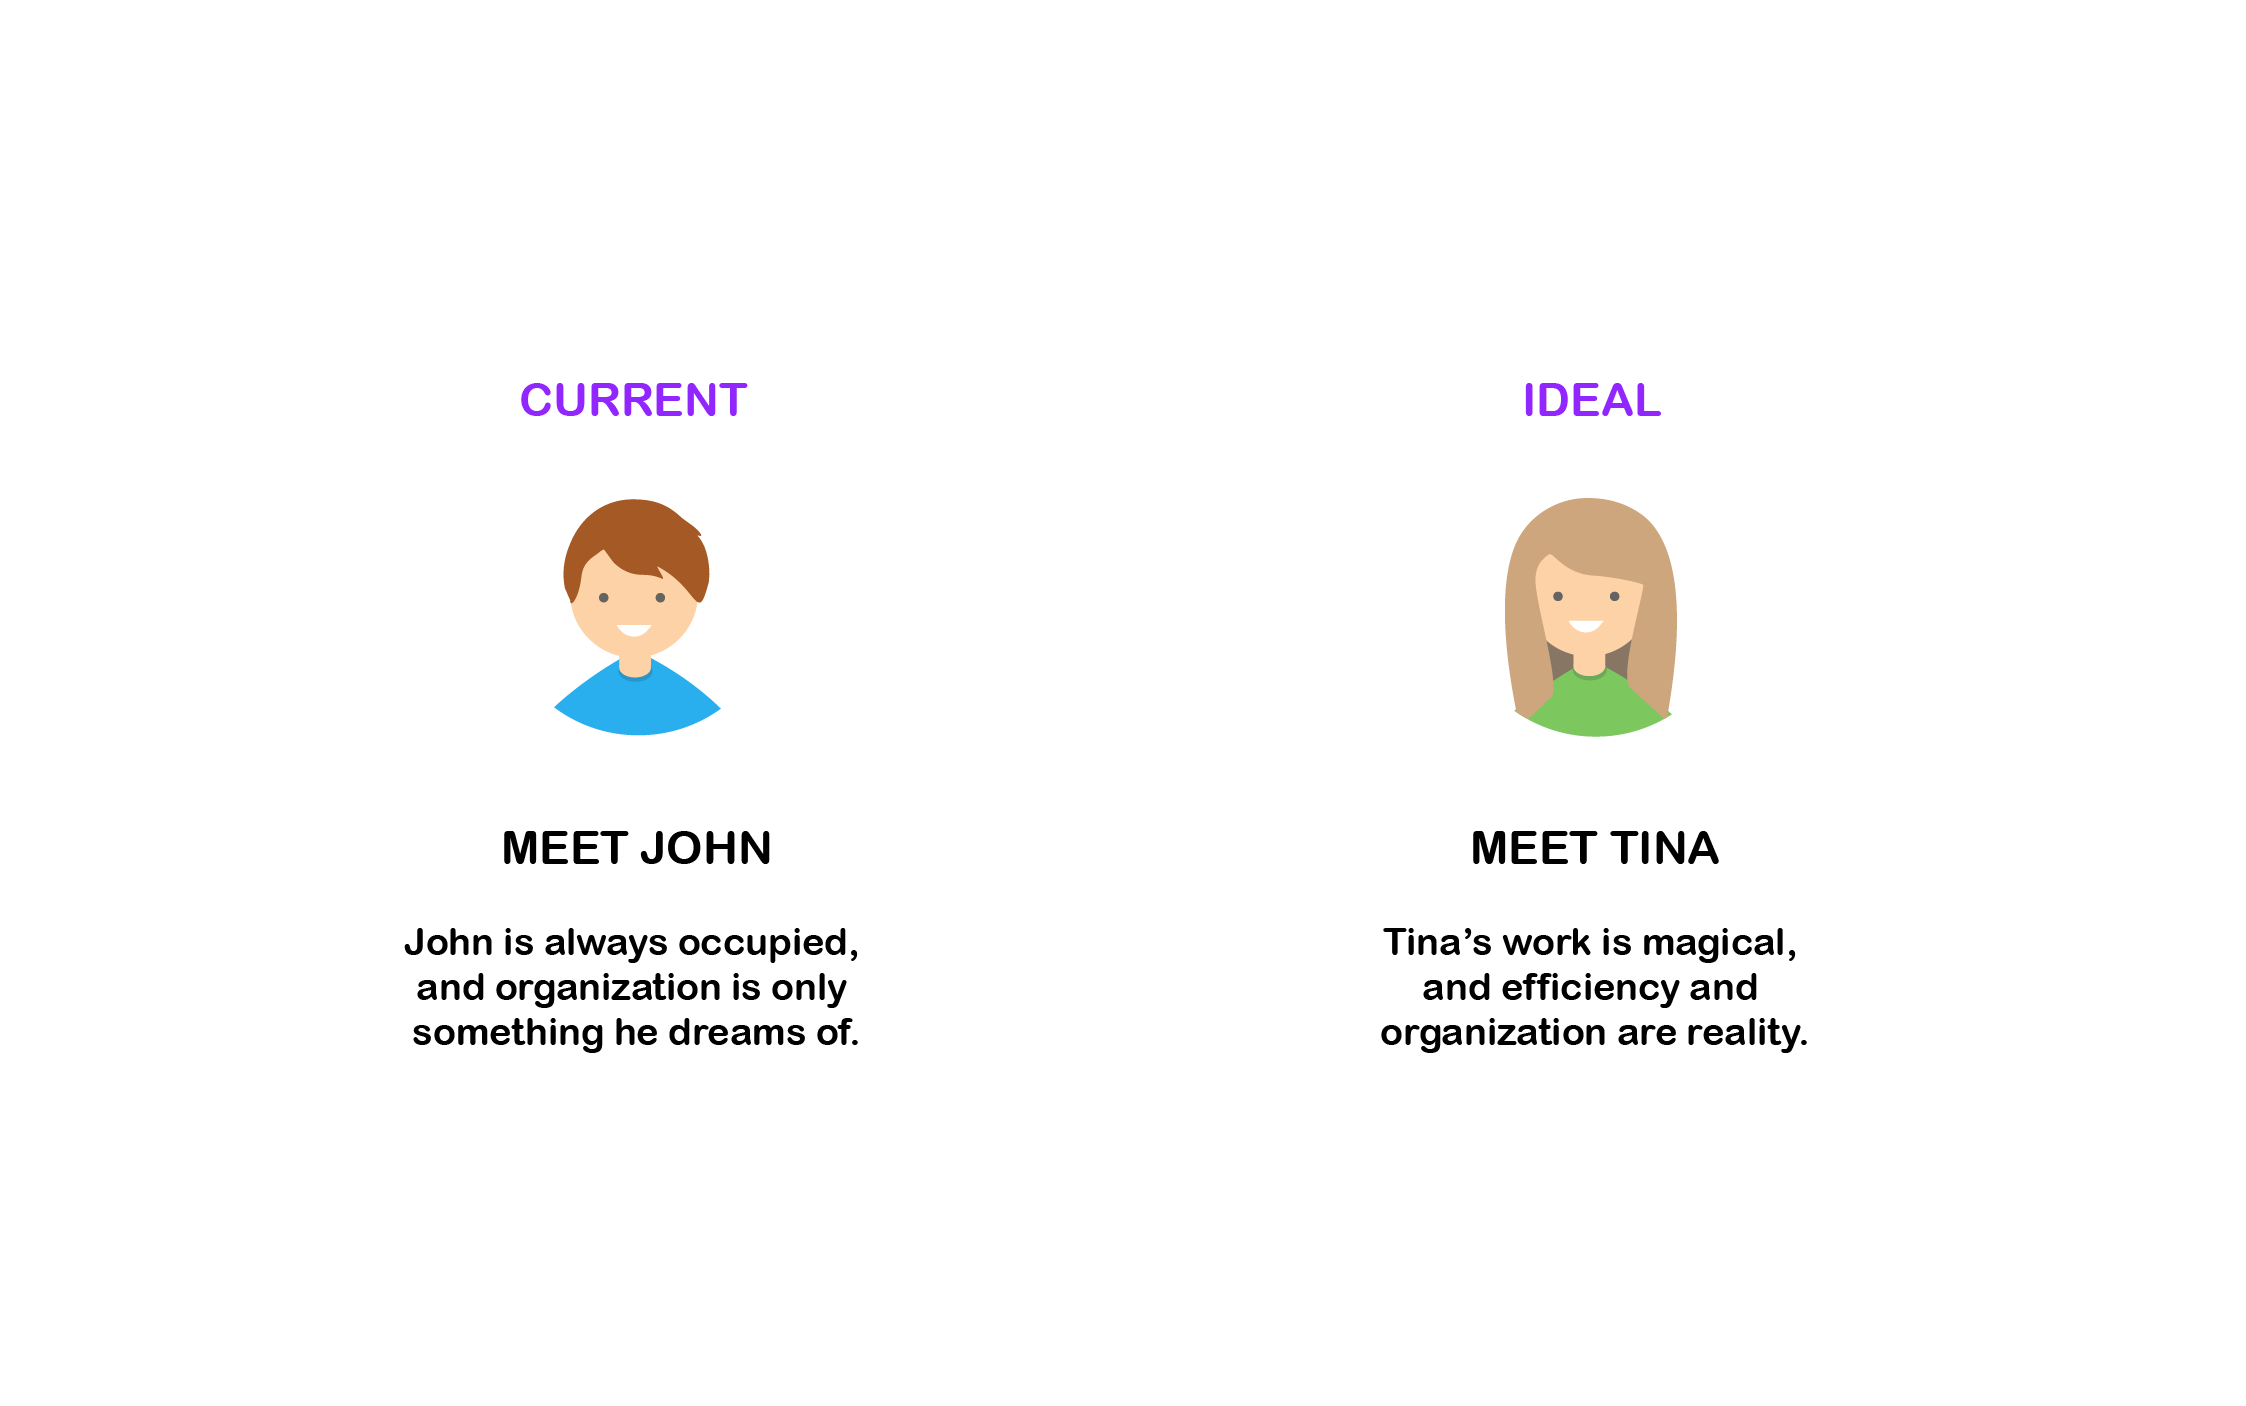 CURRENT
MEET JOHN
John is always occupied,
and organization is only
something he dreams of.
IDEAL
MEET TINA
Tina’s work is magical,
and efficiency and
organization are reality.